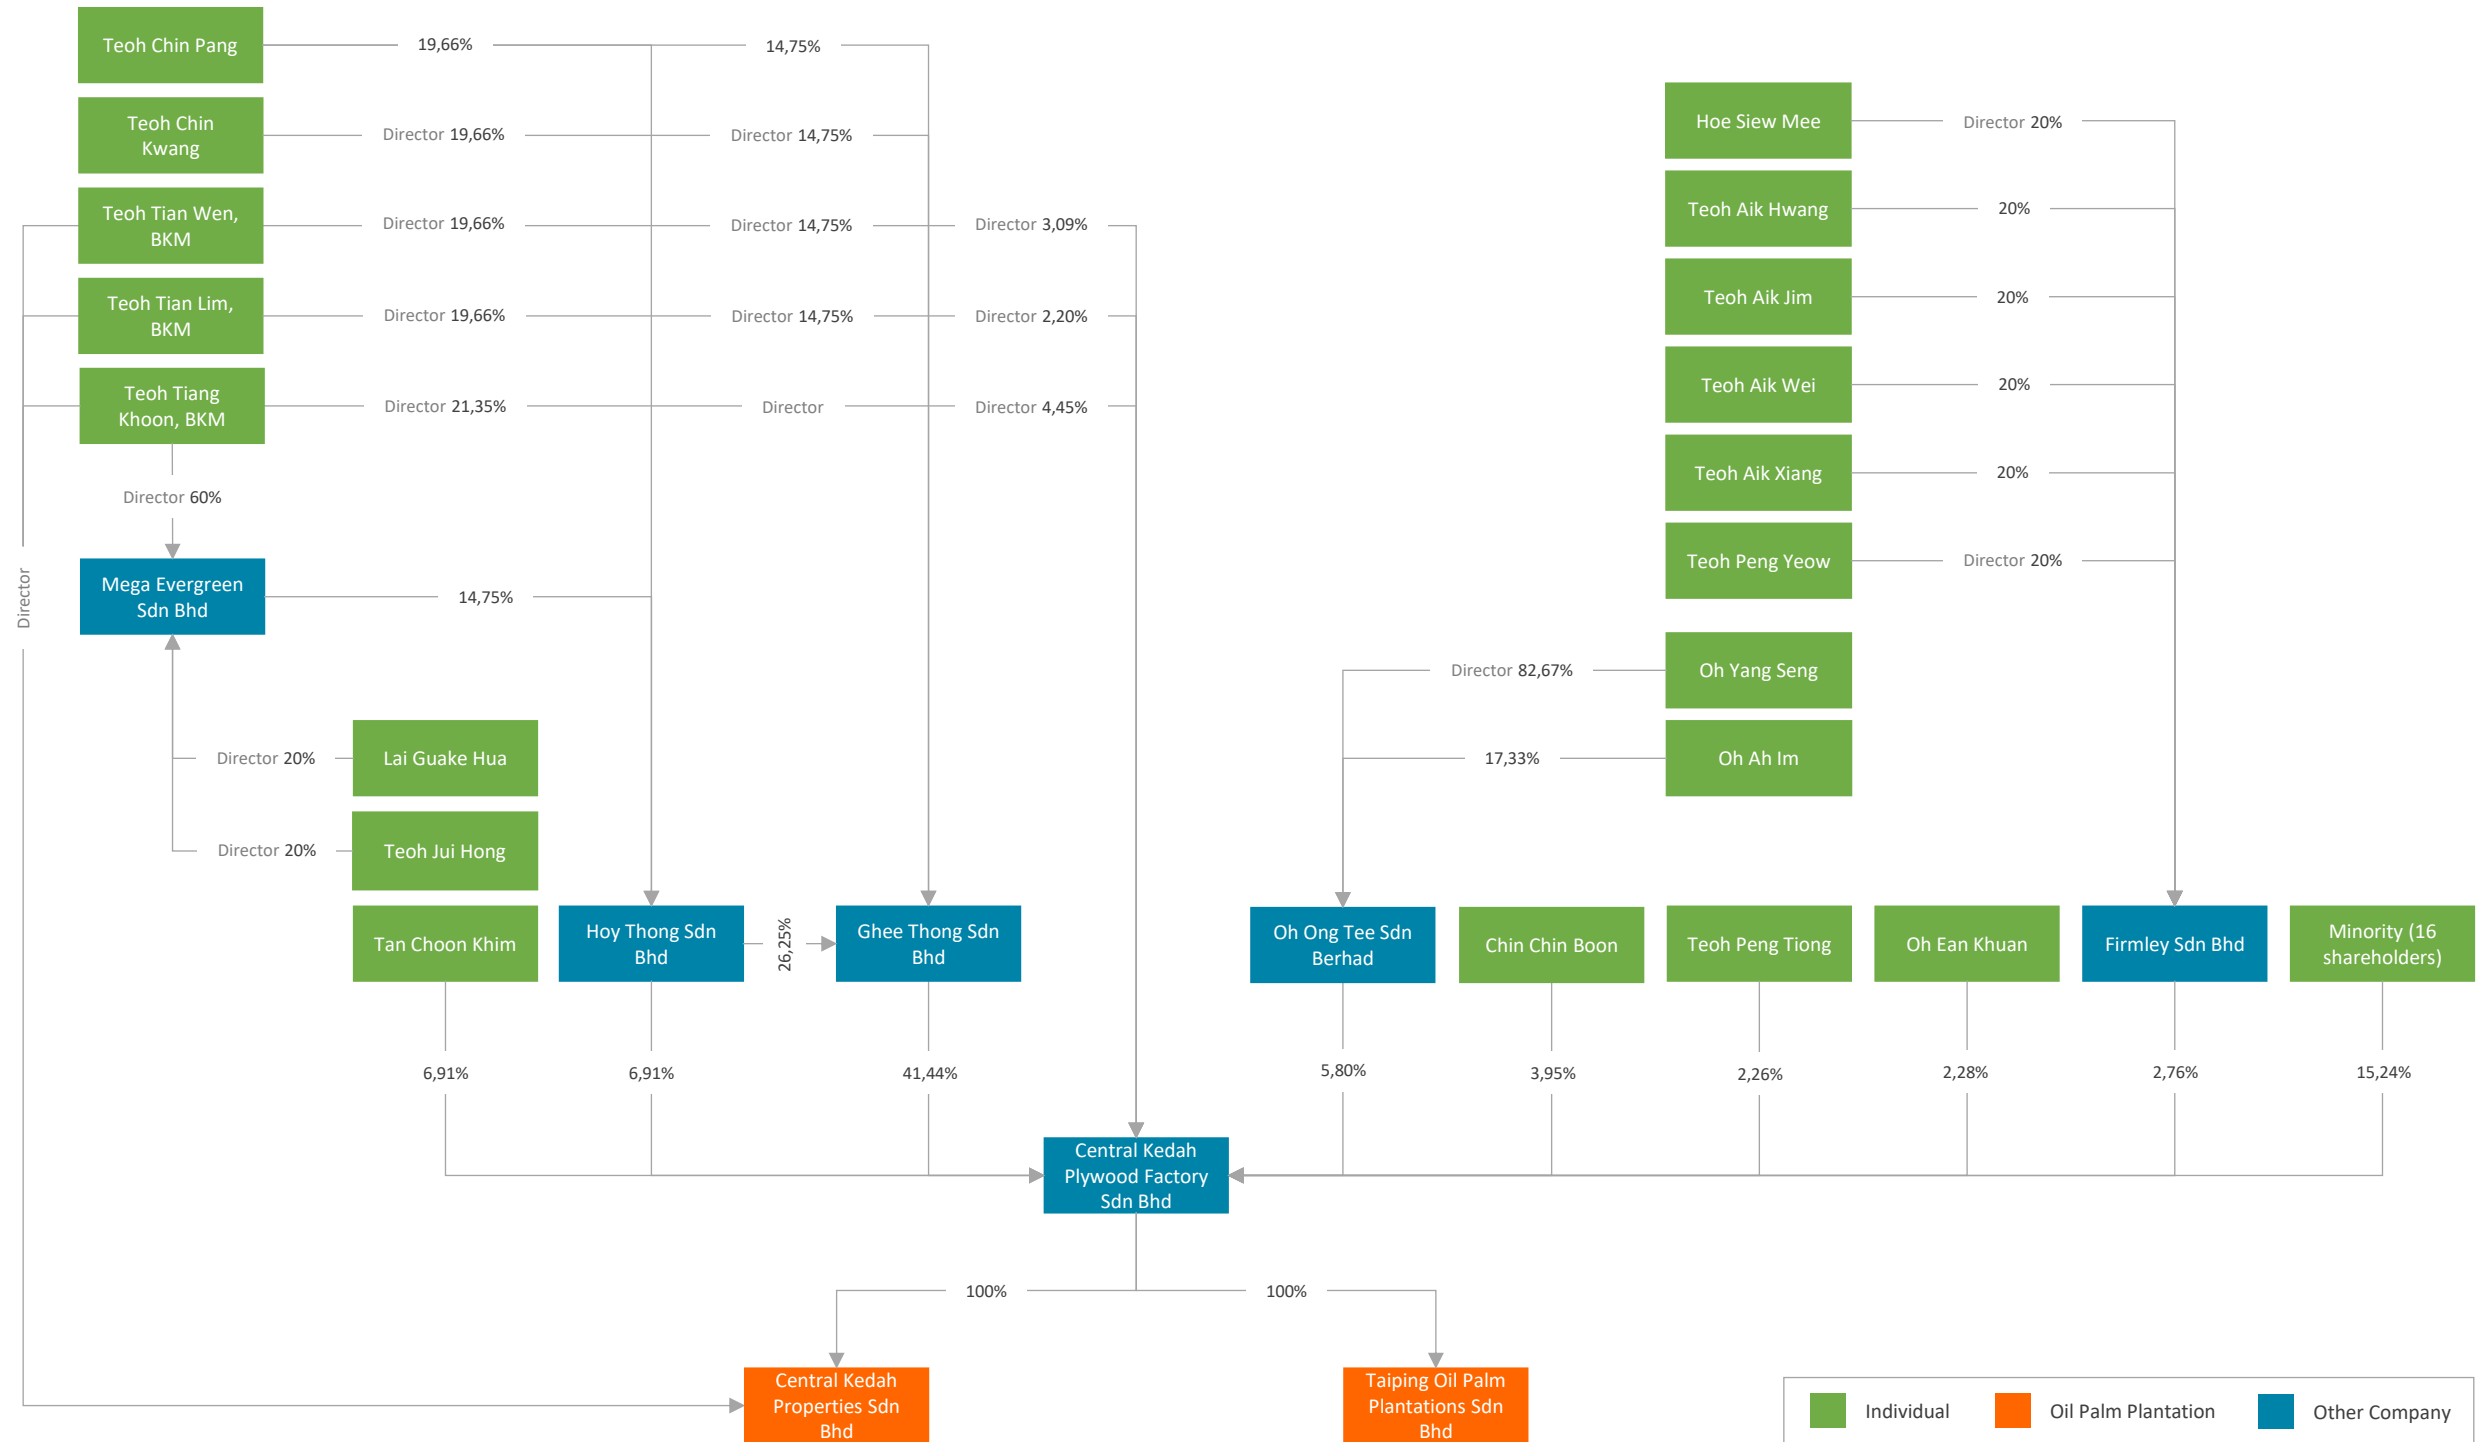 Teoh Chin Pang
19,66%
14,75%
Teoh Chin
Kwang
Director 19,66%
Director 14,75%
Teoh Tian Wen,
BKM
Director 19,66%
Director 14,75%
Director 3,09%
Teoh Tian Lim,
BKM
Director 19,66%
Director 14,75%
Director 2,20%
Teoh Tiang
Khoon, BKM
Director 21,35%
Director
Director 4,45%
Director 60%
Director
Mega Evergreen
Sdn Bhd
14,75%
Director 20%
Lai Guake Hua
Director 20%
Teoh Jui Hong
Hoe Siew Mee
Director 20%
Teoh Aik Hwang
20%
Teoh Aik Jim
20%
Teoh Aik Wei
20%
Teoh Aik Xiang
20%
Teoh Peng Yeow
Director 20%
Director 82,67%
Oh Yang Seng
17,33%
Oh Ah Im
Tan Choon Khim
Hoy Thong Sdn
Bhd
26,25%
Ghee Thong Sdn
Bhd
Oh Ong Tee Sdn
Berhad
Chin Chin Boon
Teoh Peng Tiong
Oh Ean Khuan
Firmley Sdn Bhd
Minority (16
shareholders)
6,91%
6,91%
41,44%
5,80%
3,95%
2,26%
2,28%
2,76%
15,24%
Central Kedah
Plywood Factory
Sdn Bhd
100%
100%
Central Kedah
Properties Sdn
Bhd
Taiping Oil Palm
Plantations Sdn
Bhd
Individual
Oil Palm Plantation
Other Company